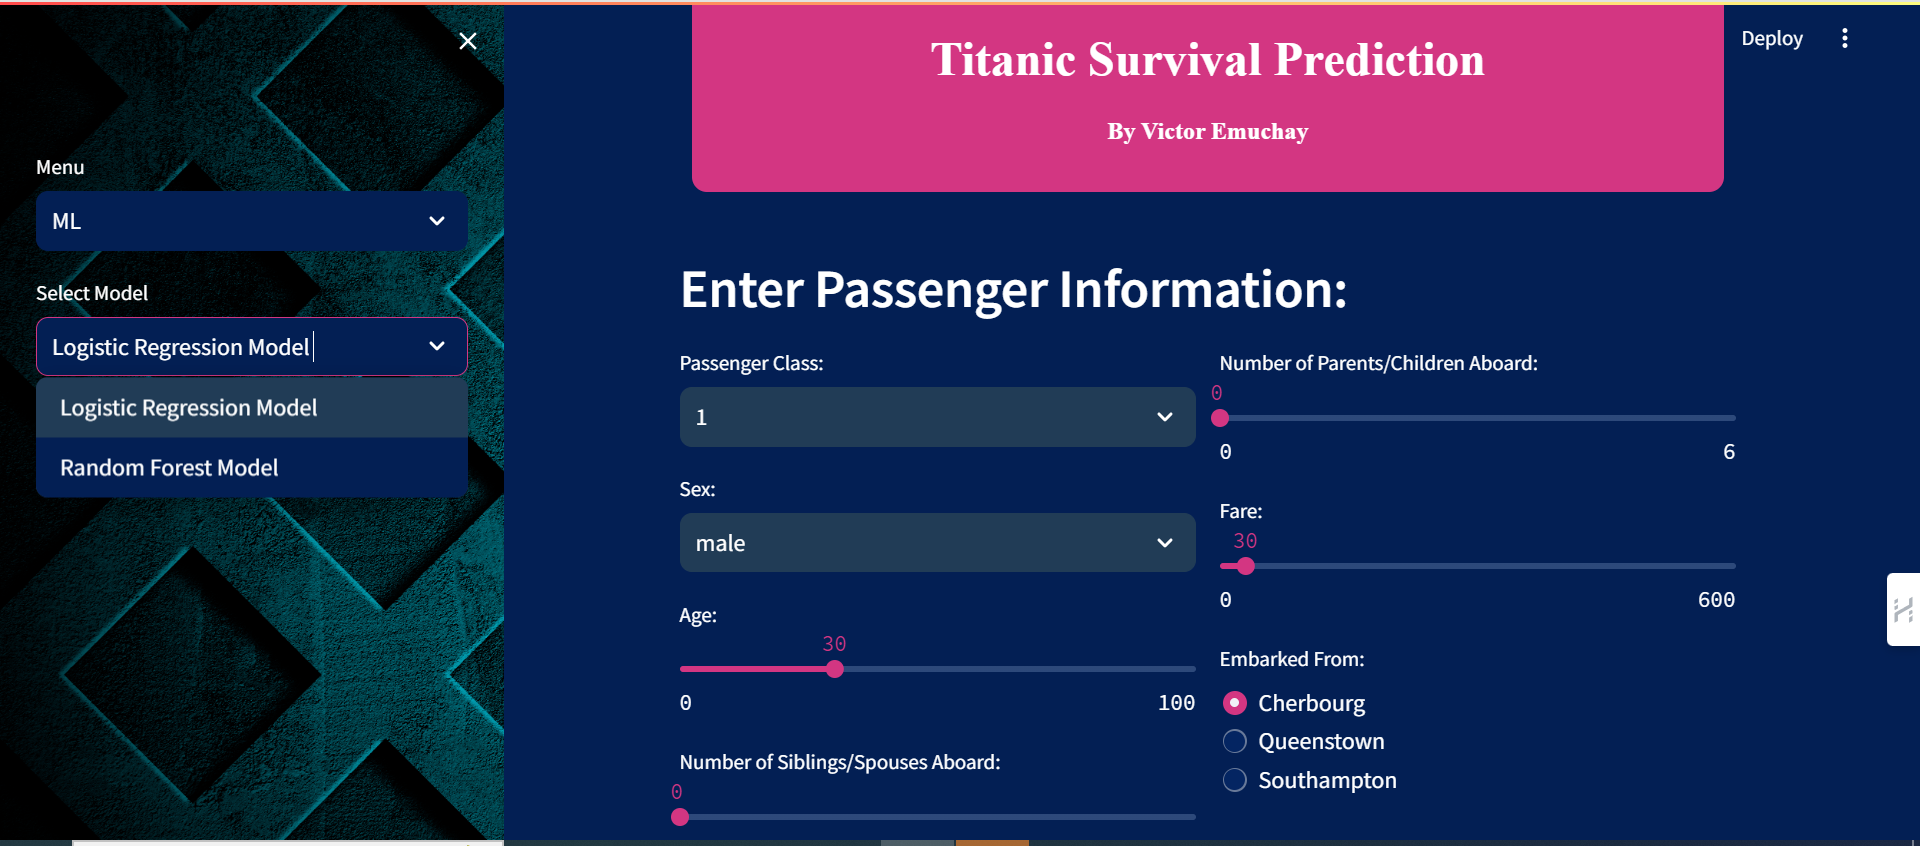 Deploy
Titanic Survival Prediction
By Victor Emuchay
Menu
ML
Select Model
Logistic Regression Model
Logistic Regression Model
Random Forest Model
Enter Passenger Information:
Passenger Class:
1
Sex:
male
Age:
30
0 100
Number of Siblings/Spouses Aboard:
0
Number of Parents/Children Aboard:
0
0 6
Fare:
30
0 600
Embarked From:
Cherbourg
Queenstown
Southampton